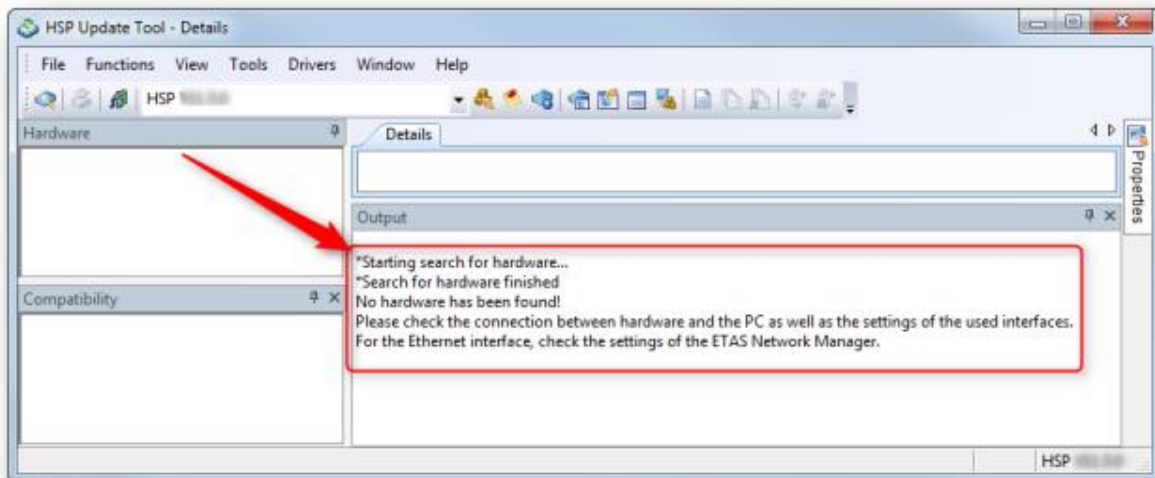 HSP Update Tool - Details
File Functions View Tools Drivers Window Help
HSP
Hardware
Details
Properties
Output
*Starting search for hardware...
*Search for hardware finished
No hardware has been found!
Please check the connection between hardware and the PC as well as the settings of the used interfaces.
For the Ethernet interface, check the settings of the ETAS Network Manager.
Compatibility
HSP